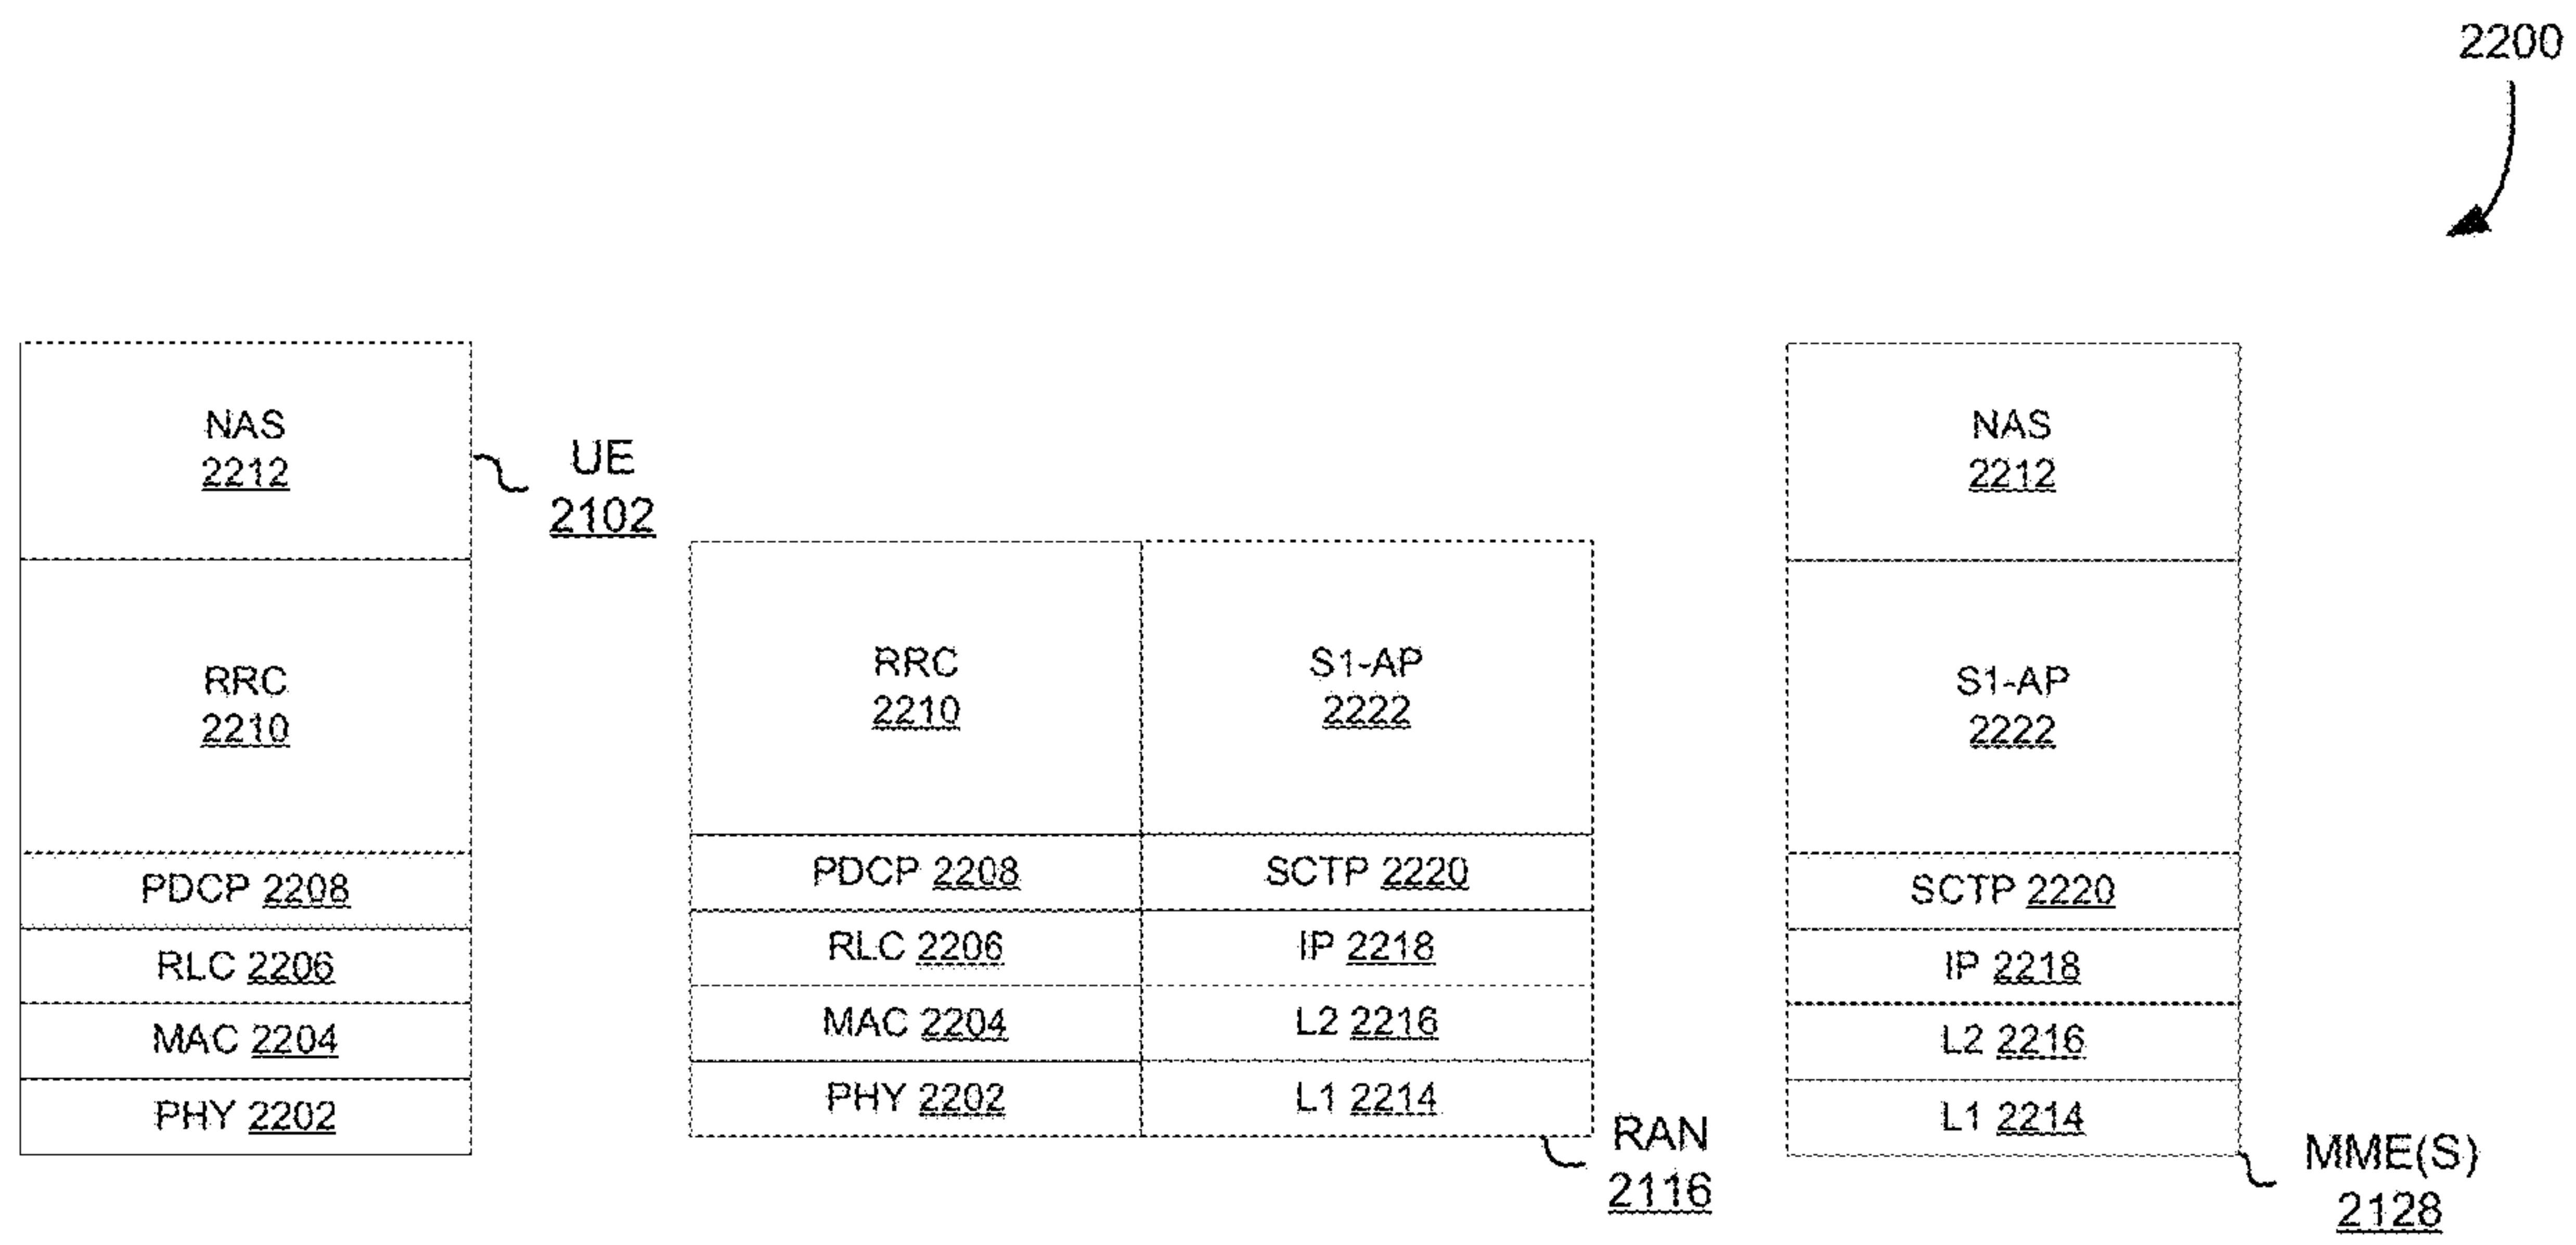 2200
NAS
2212
RRC
2210
PDCP 2208
RLC 2206
MAC 2204
PHY 2202
UE
2102
RRC
2210
PDCP 2208
RLC 2206
MAC 2204
PHY 2202
S1-AP
2222
SCTP 2220
IP 2218
L2 2216
L1 2214
RAN
2116
NAS
2212
S1-AP
2222
SCTP 2220
IP 2218
L2 2216
L1 2214
MME(S)
2128